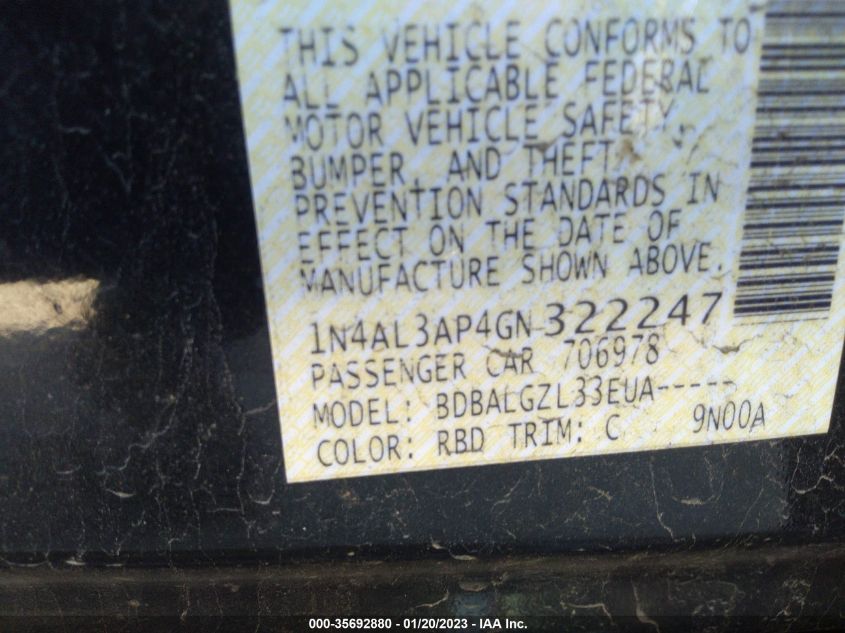 THIS VEHICLE CONFORMS TO
ALL APPLICABLE FEDERAL
MOTOR VEHICLE SAFETY,
BUMPER, AND THEFT
PREVENTION STANDARDS IN
EFFECT ON THE DATE OF
MANUFACTURE SHOWN ABOVE.
1N4AL3AP4GN322247
PASSENGER CAR 706978
MODEL: BDBALGZL33EUA-----
COLOR: RBD TRIM: C 9N00A
000-35692880 - 01/20/2023 - IAA Inc.